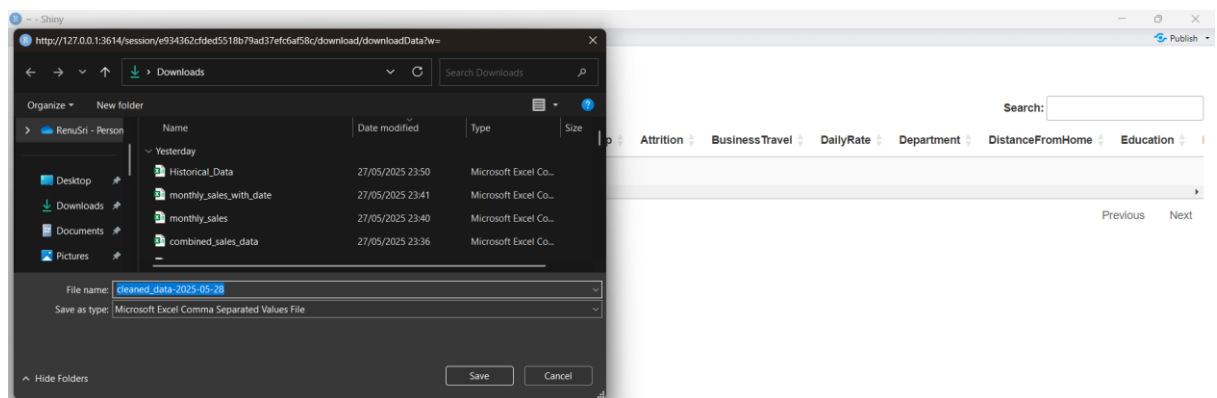 ~ - Shiny
http://127.0.0.1:3614/session/e934362cfded5518b79ad37efc6af58c/download/downloadData?w=
Publish
Downloads
Search Downloads
Organize
New folder
RenuSri - Person
Desktop
Downloads
Documents
Pictures
Name Date modified Type Size
Yesterday
Historical_Data 27/05/2025 23:50 Microsoft Excel Co...
monthly_sales_with_date 27/05/2025 23:41 Microsoft Excel Co...
monthly_sales 27/05/2025 23:40 Microsoft Excel Co...
combined_sales_data 27/05/2025 23:36 Microsoft Excel Co...
File name: cleaned_data-2025-05-28
Save as type: Microsoft Excel Comma Separated Values File
Hide Folders
Save Cancel
Search:
Attrition BusinessTravel DailyRate Department DistanceFromHome Education
Previous Next